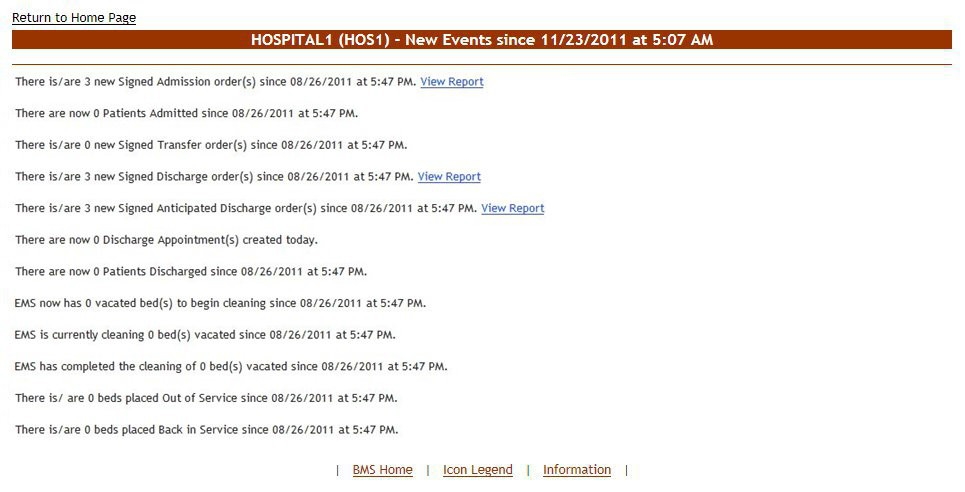 Return to Home Page
HOSPITAL1 (HOS1) - New Events since 11/23/2011 at 5:07 AM
There is/are 3 new Signed Admission order(s) since 08/26/2011 at 5:47 PM. View Report
There are now 0 Patients Admitted since 08/26/2011 at 5:47 PM.
There is/are 0 new Signed Transfer order(s) since 08/26/2011 at 5:47 PM.
There is/are 3 new Signed Discharge order(s) since 08/26/2011 at 5:47 PM. View Report
There is/are 3 new Signed Anticipated Discharge order(s) since 08/26/2011 at 5:47 PM. View Report
There are now 0 Discharge Appointment(s) created today.
There are now 0 Patients Discharged since 08/26/2011 at 5:47 PM.
EMS now has 0 vacated bed(s) to begin cleaning since 08/26/2011 at 5:47 PM.
EMS is currently cleaning 0 bed(s) vacated since 08/26/2011 at 5:47 PM.
EMS has completed the cleaning of 0 bed(s) vacated since 08/26/2011 at 5:47 PM.
There is/ are 0 beds placed Out of Service since 08/26/2011 at 5:47 PM.
There is/are 0 beds placed Back in Service since 08/26/2011 at 5:47 PM.
| BMS Home | Icon Legend | Information |